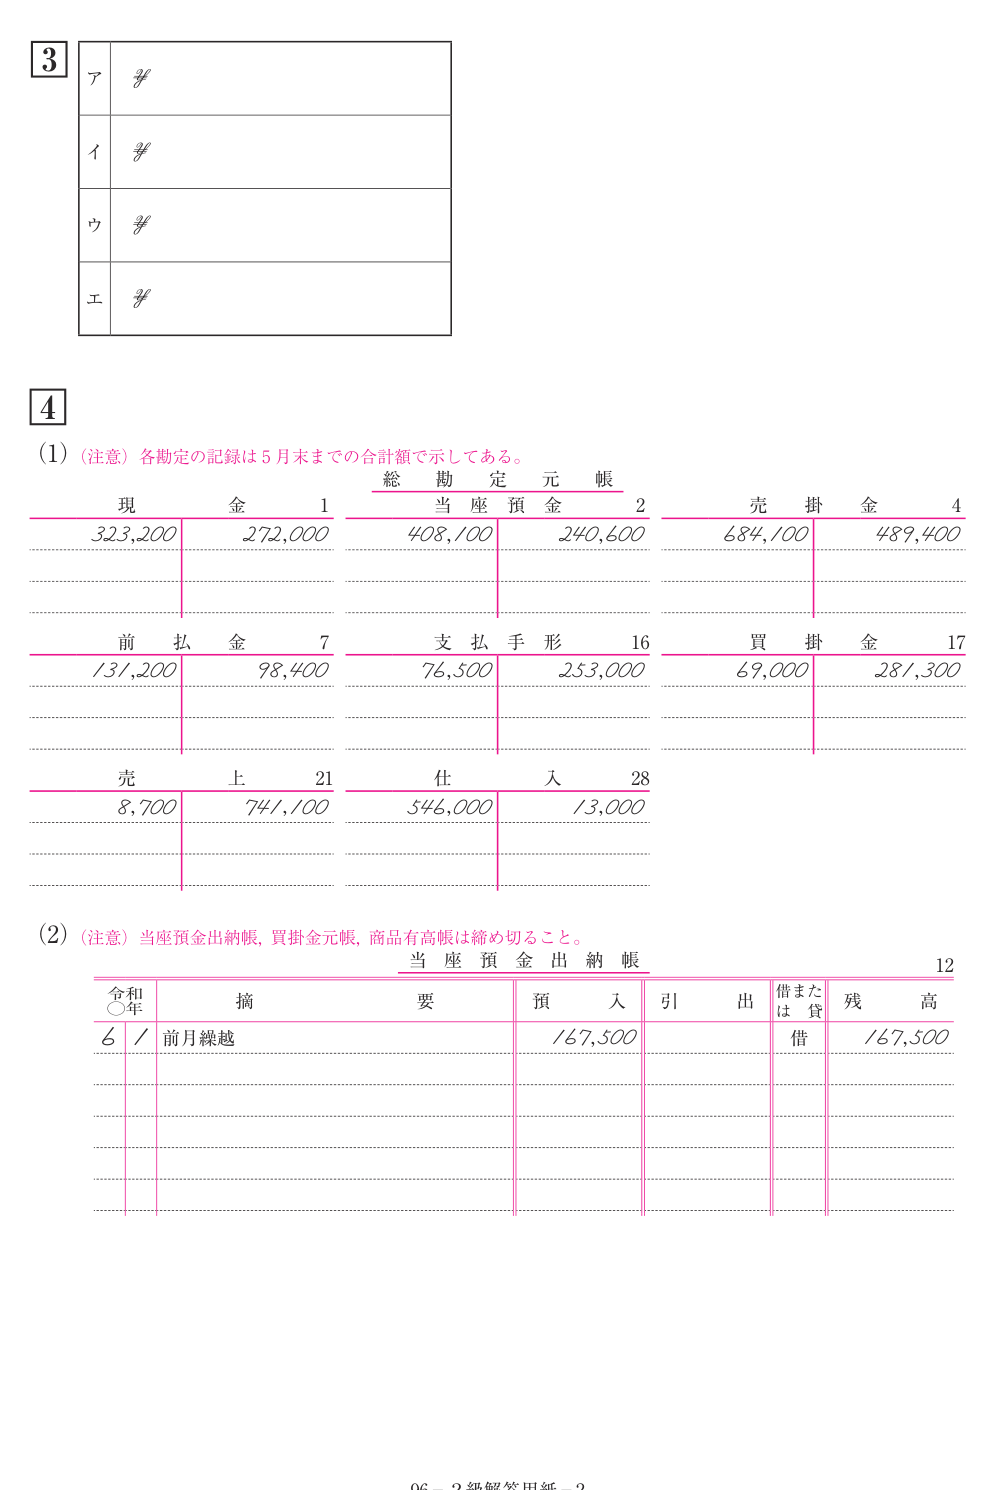 3
ア ¥
イ ¥
ウ ¥
エ ¥
4
(1) (注意) 各勘定の記録は5月末までの合計額で示してある。
総勘定元帳
現金 1 当座預金 2 売掛金 4
323,200 272,000 408,100 240,600 684,100 489,400
前払金 7 支払手形 16 買掛金 17
131,200 98,400 76,500 253,000 69,000 281,300
売上 21 仕入 28
8,700 741,100 546,000 13,000
(2) (注意) 当座預金出納帳, 買掛金元帳, 商品有高帳は締め切ること。
当座預金出納帳 12
令和○年 摘要 預入 引出 借または貸 残高
6 1 前月繰越 167,500 借 167,500